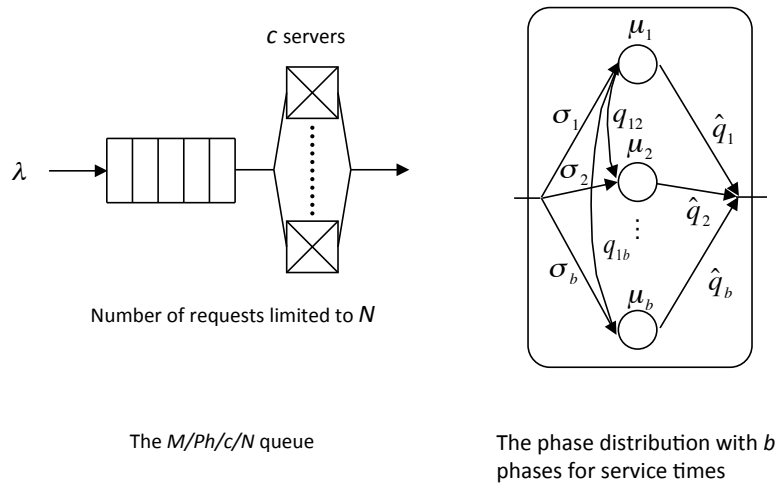 c servers
λ
Number of requests limited to N
The M/Ph/c/N queue
μ₁
σ₁
q₁₂
q̂₁
μ₂
σ₂
q̂₂
⋮
q₁b
σb
μb
q̂b
The phase distribution with b
phases for service times